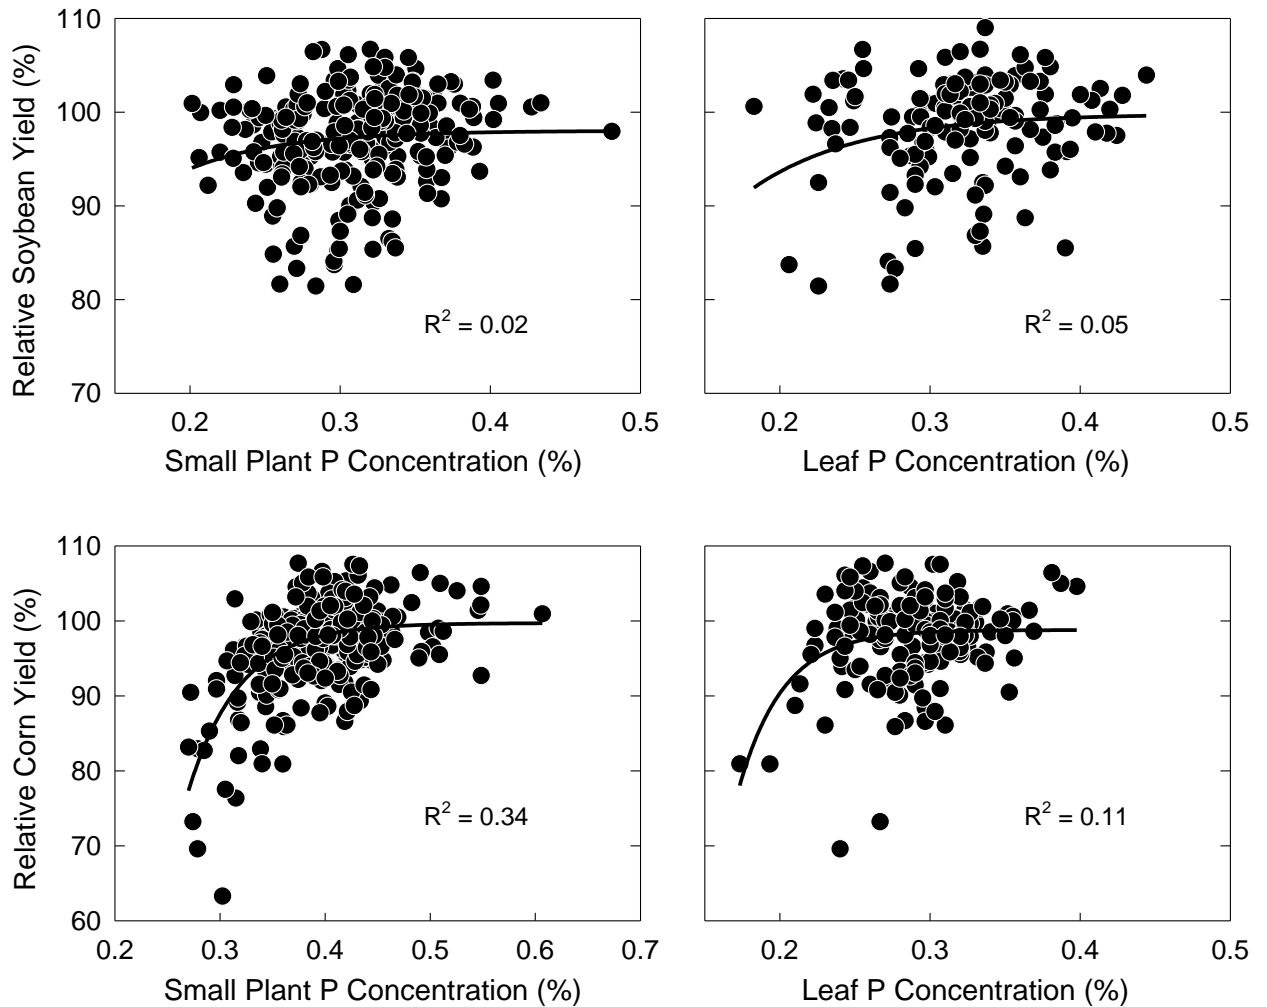 Relative Soybean Yield (%)
110
100
90
80
70
R² = 0.02
0.2 0.3 0.4 0.5
Small Plant P Concentration (%)
R² = 0.05
0.2 0.3 0.4 0.5
Leaf P Concentration (%)
Relative Corn Yield (%)
110
100
90
80
70
60
R² = 0.34
0.2 0.3 0.4 0.5 0.6 0.7
Small Plant P Concentration (%)
R² = 0.11
0.2 0.3 0.4 0.5
Leaf P Concentration (%)